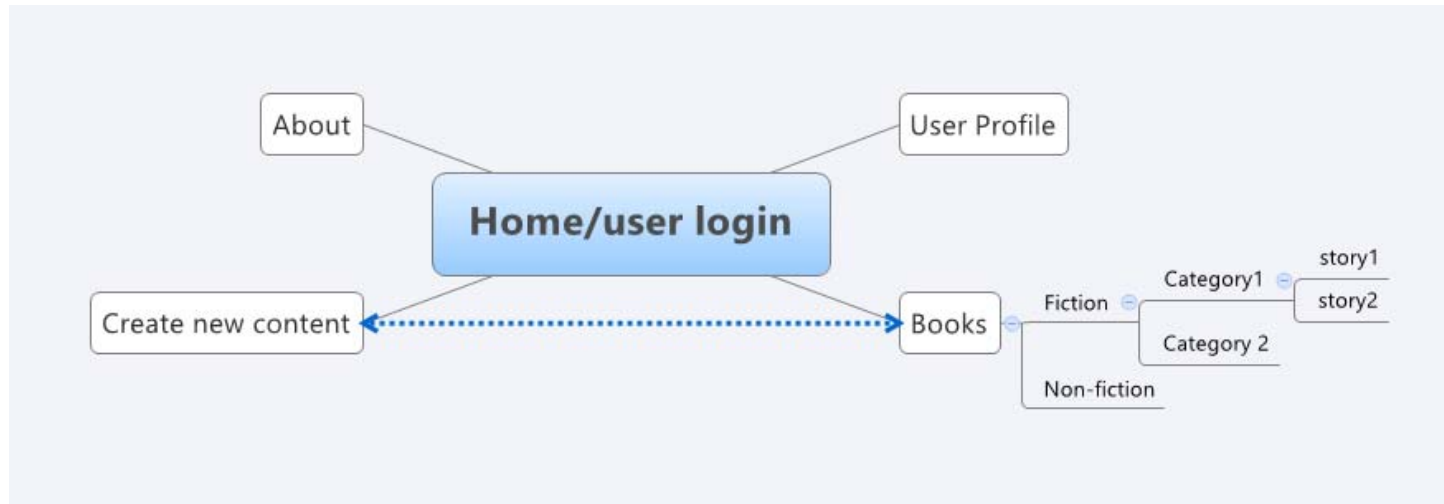 About
User Profile
Home/user login
Create new content
Books
Fiction
Category1
story1
story2
Category 2
Non-fiction